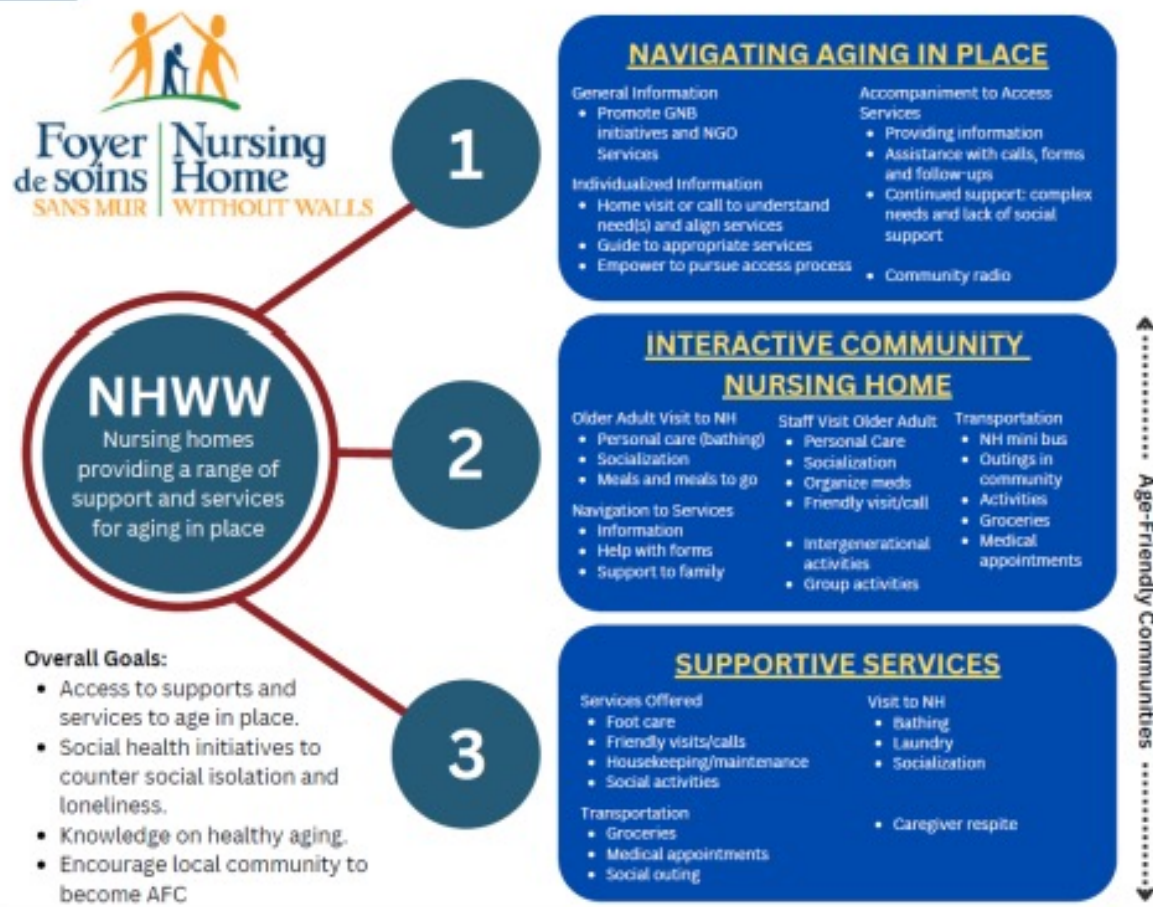 Foyer
de soins
SANS MUR
Nursing
Home
WITHOUT WALLS
1
NAVIGATING AGING IN PLACE
General Information
• Promote GNB
initiatives and NGO
Services
Individualized Information
• Home visit or call to understand
need(s) and align services
• Guide to appropriate services
• Empower to pursue access process
Accompaniment to Access
Services
• Providing information
• Assistance with calls, forms
and follow-ups
• Continued support: complex
needs and lack of social
support
• Community radio
NHWW
Nursing homes
providing a range of
support and services
for aging in place
2
INTERACTIVE COMMUNITY
NURSING HOME
Older Adult Visit to NH
• Personal care (bathing)
• Socialization
• Meals and meals to go
Navigation to Services
• Information
• Help with forms
• Support to family
Staff Visit Older Adult
• Personal Care
• Socialization
• Organize meds
• Friendly visit/call
• Intergenerational
activities
• Group activities
Transportation
• NH mini bus
• Outings in
community
• Activities
• Groceries
• Medical
appointments
Age-Friendly Communities
Overall Goals:
• Access to supports and
services to age in place.
• Social health initiatives to
counter social isolation and
loneliness.
• Knowledge on healthy aging.
• Encourage local community to
become AFC
3
SUPPORTIVE SERVICES
Services Offered
• Foot care
• Friendly visits/calls
• Housekeeping/maintenance
• Social activities
Transportation
• Groceries
• Medical appointments
• Social outing
Visit to NH
• Bathing
• Laundry
• Socialization
• Caregiver respite